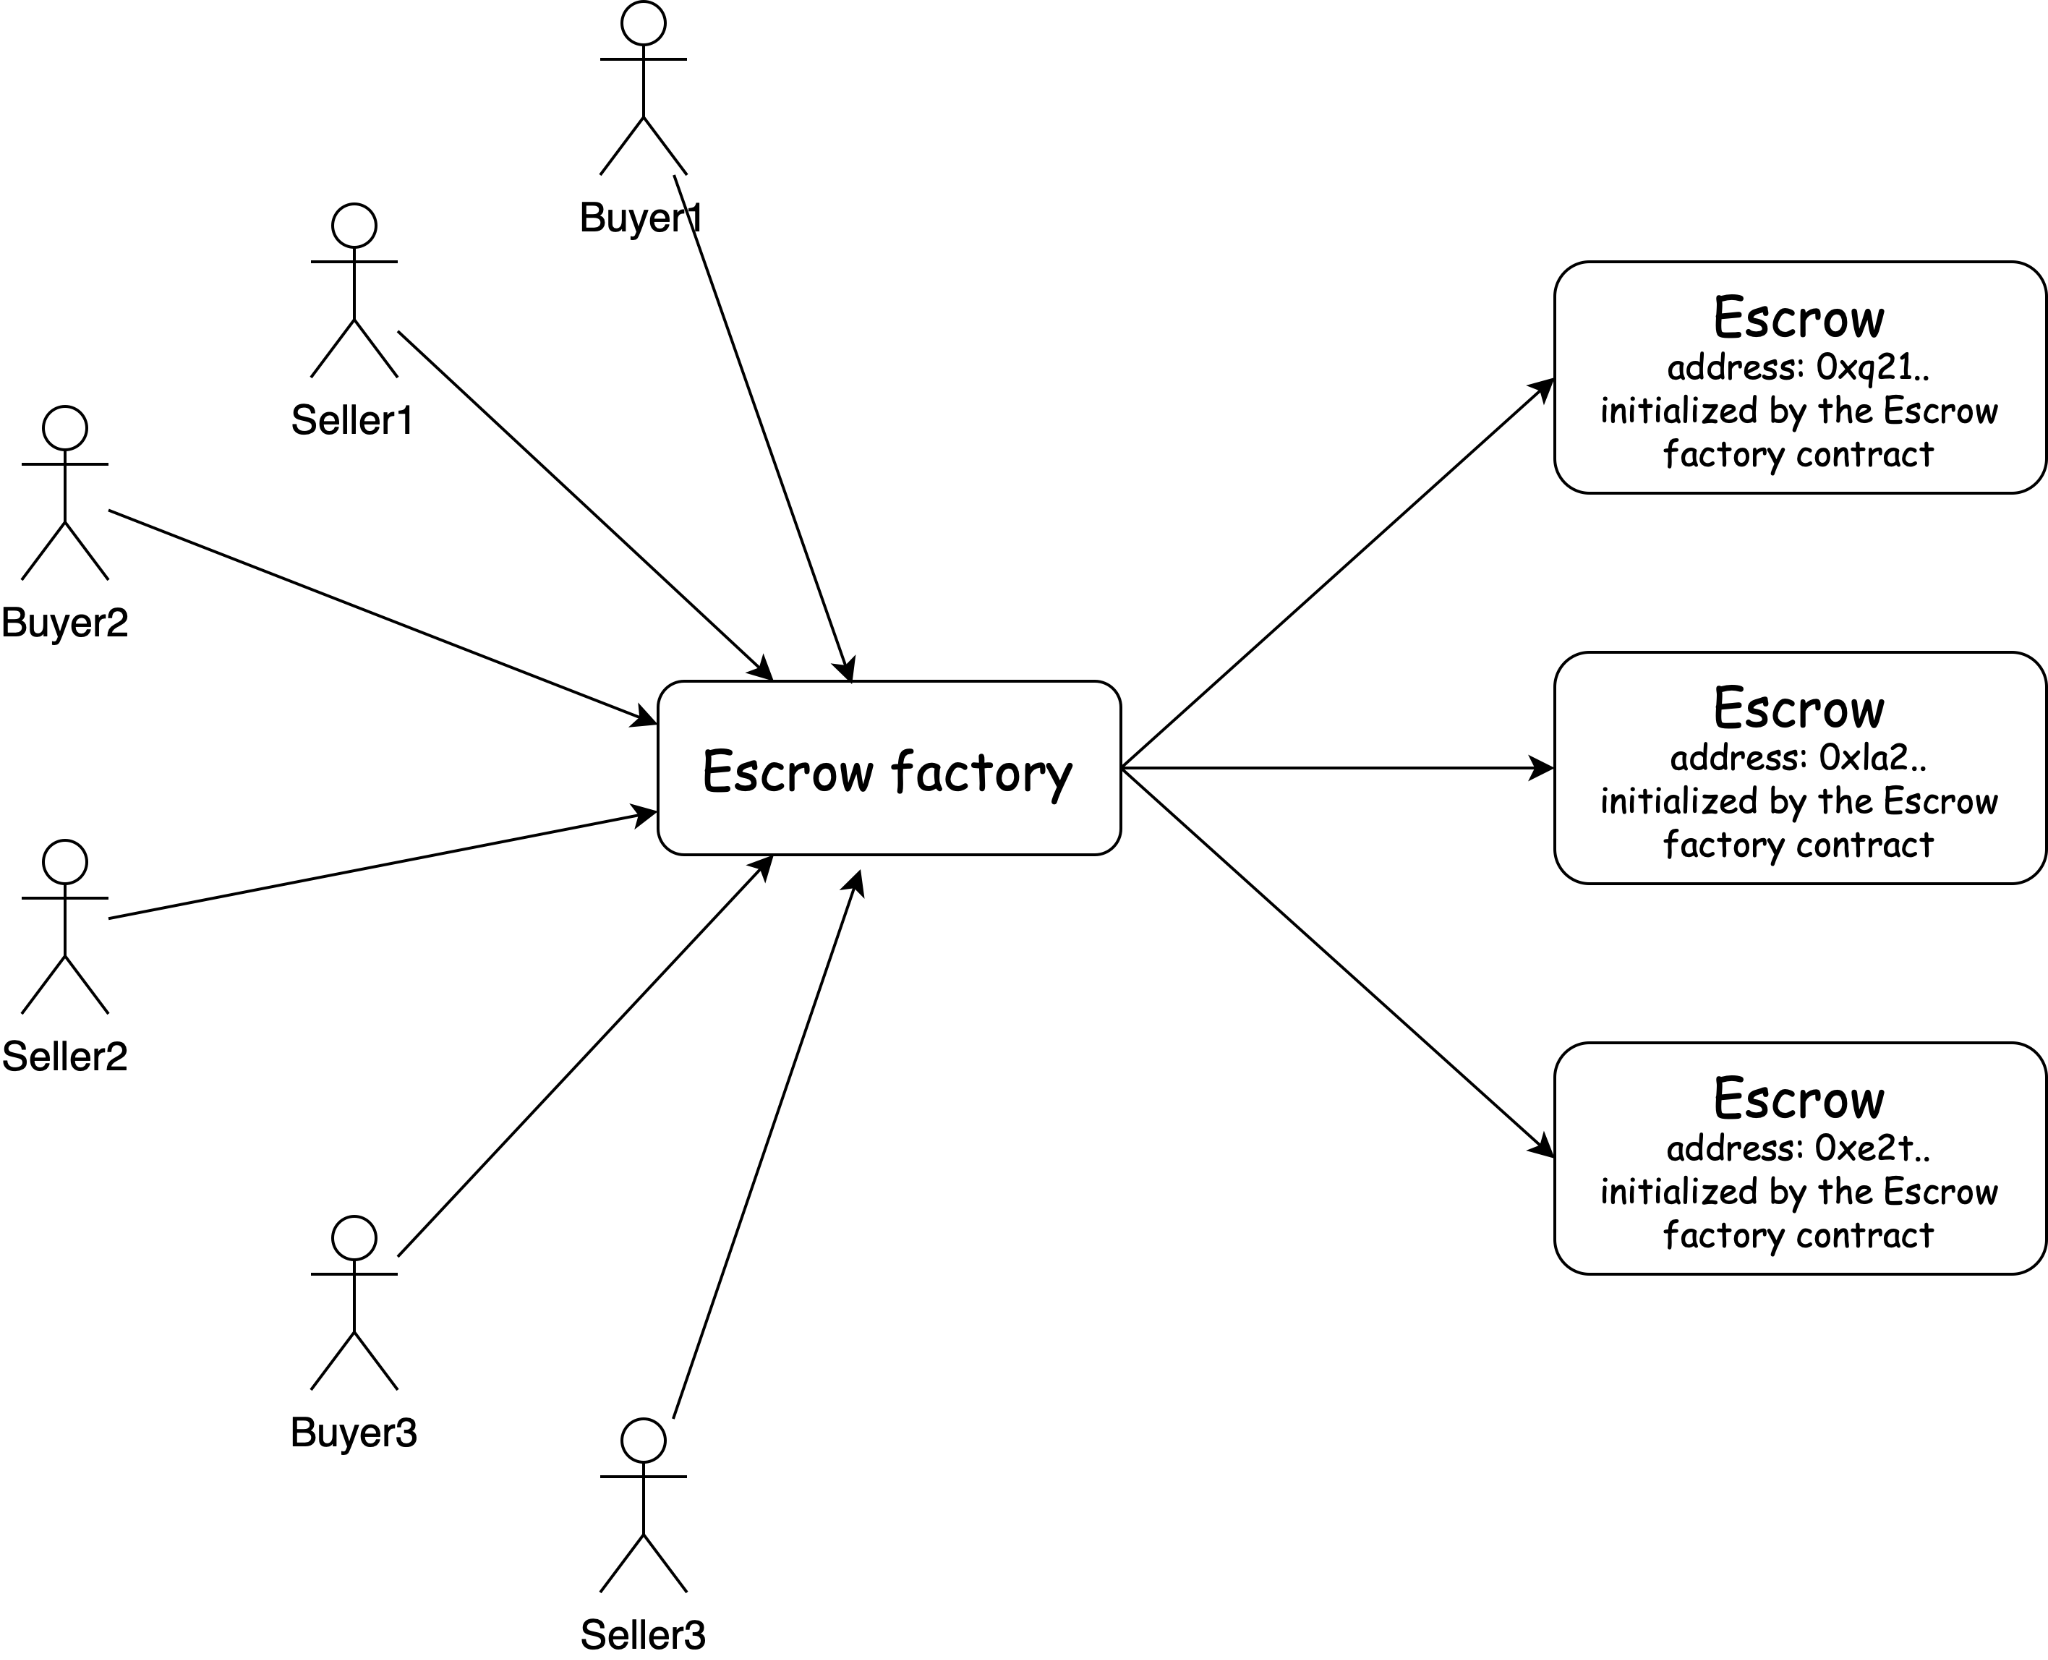 Buyer1
Seller1
Buyer2
Seller2
Buyer3
Seller3
Escrow factory
Escrow
address: 0xq21..
initialized by the Escrow
factory contract
Escrow
address: 0xla2..
initialized by the Escrow
factory contract
Escrow
address: 0xe2t..
initialized by the Escrow
factory contract